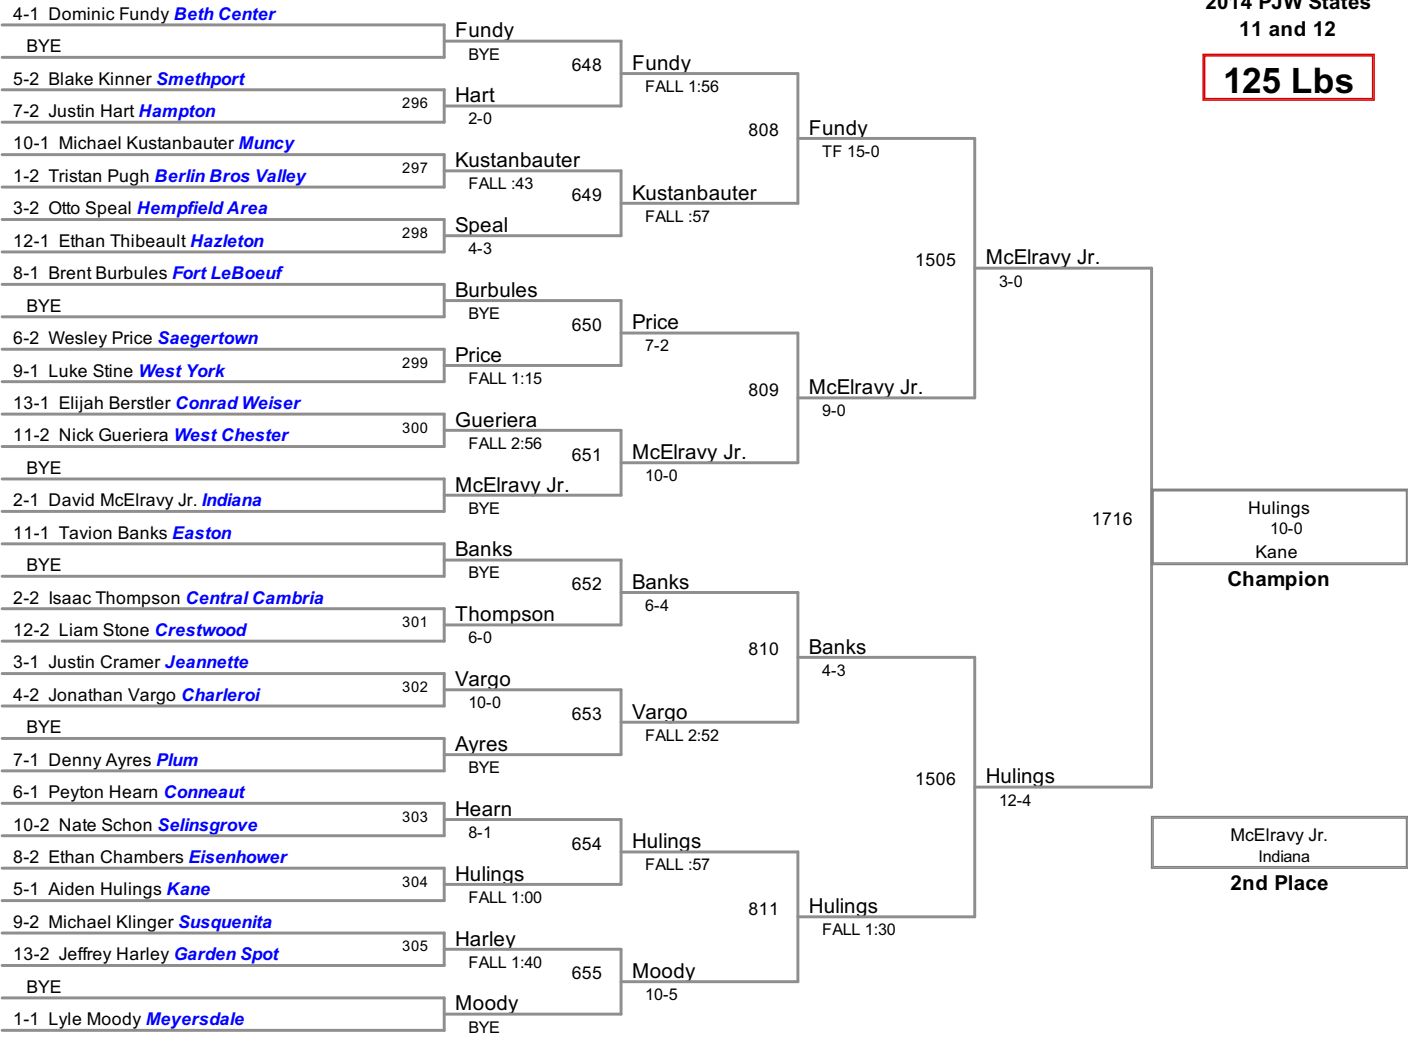 2014 PJW States
11 and 12
125 Lbs
4-1 Dominic Fundy Beth Center
BYE
5-2 Blake Kinner Smethport
7-2 Justin Hart Hampton
10-1 Michael Kustanbauter Muncy
1-2 Tristan Pugh Berlin Bros Valley
3-2 Otto Speal Hempfield Area
12-1 Ethan Thibeault Hazleton
8-1 Brent Burbules Fort LeBoeuf
BYE
6-2 Wesley Price Saegertown
9-1 Luke Stine West York
13-1 Elijah Berstler Conrad Weiser
11-2 Nick Gueriera West Chester
BYE
2-1 David McElravy Jr. Indiana
11-1 Tavion Banks Easton
BYE
2-2 Isaac Thompson Central Cambria
12-2 Liam Stone Crestwood
3-1 Justin Cramer Jeannette
4-2 Jonathan Vargo Charleroi
BYE
7-1 Denny Ayres Plum
6-1 Peyton Hearn Conneaut
10-2 Nate Schon Selinsgrove
8-2 Ethan Chambers Eisenhower
5-1 Aiden Hulings Kane
9-2 Michael Klinger Susquenita
13-2 Jeffrey Harley Garden Spot
BYE
1-1 Lyle Moody Meyersdale
296
297
298
299
300
301
302
303
304
305
Fundy
BYE
Hart
2-0
Kustanbauter
FALL :43
Speal
4-3
Burbules
BYE
Price
FALL 1:15
Gueriera
FALL 2:56
McElravy Jr.
BYE
Banks
BYE
Thompson
6-0
Vargo
10-0
Ayres
BYE
Hearn
8-1
Hulings
FALL 1:00
Harley
FALL 1:40
Moody
BYE
648
649
650
651
652
653
654
655
Fundy
FALL 1:56
Kustanbauter
FALL :57
Price
7-2
McElravy Jr.
10-0
Banks
6-4
Vargo
FALL 2:52
Hulings
FALL :57
Moody
10-5
808
809
810
811
Fundy
TF 15-0
McElravy Jr.
9-0
Banks
4-3
Hulings
FALL 1:30
1505
1506
McElravy Jr.
3-0
Hulings
12-4
1716
Hulings
10-0
Kane
Champion
McElravy Jr.
Indiana
2nd Place